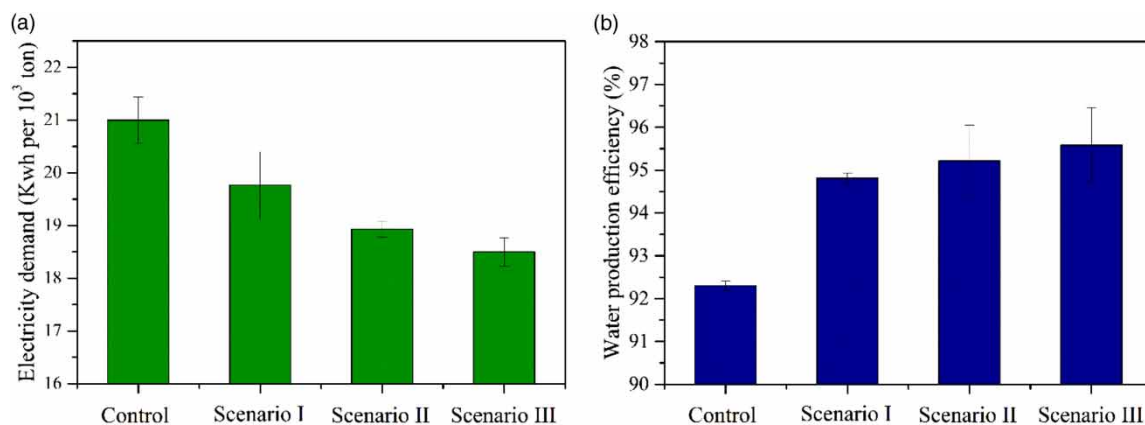 (a)
Electricity demand (Kwh per 10³ ton)
22
21
20
19
18
17
16
Control Scenario I Scenario II Scenario III
(b)
Water production efficiency (%)
98
97
96
95
94
93
92
91
90
Control Scenario I Scenario II Scenario III